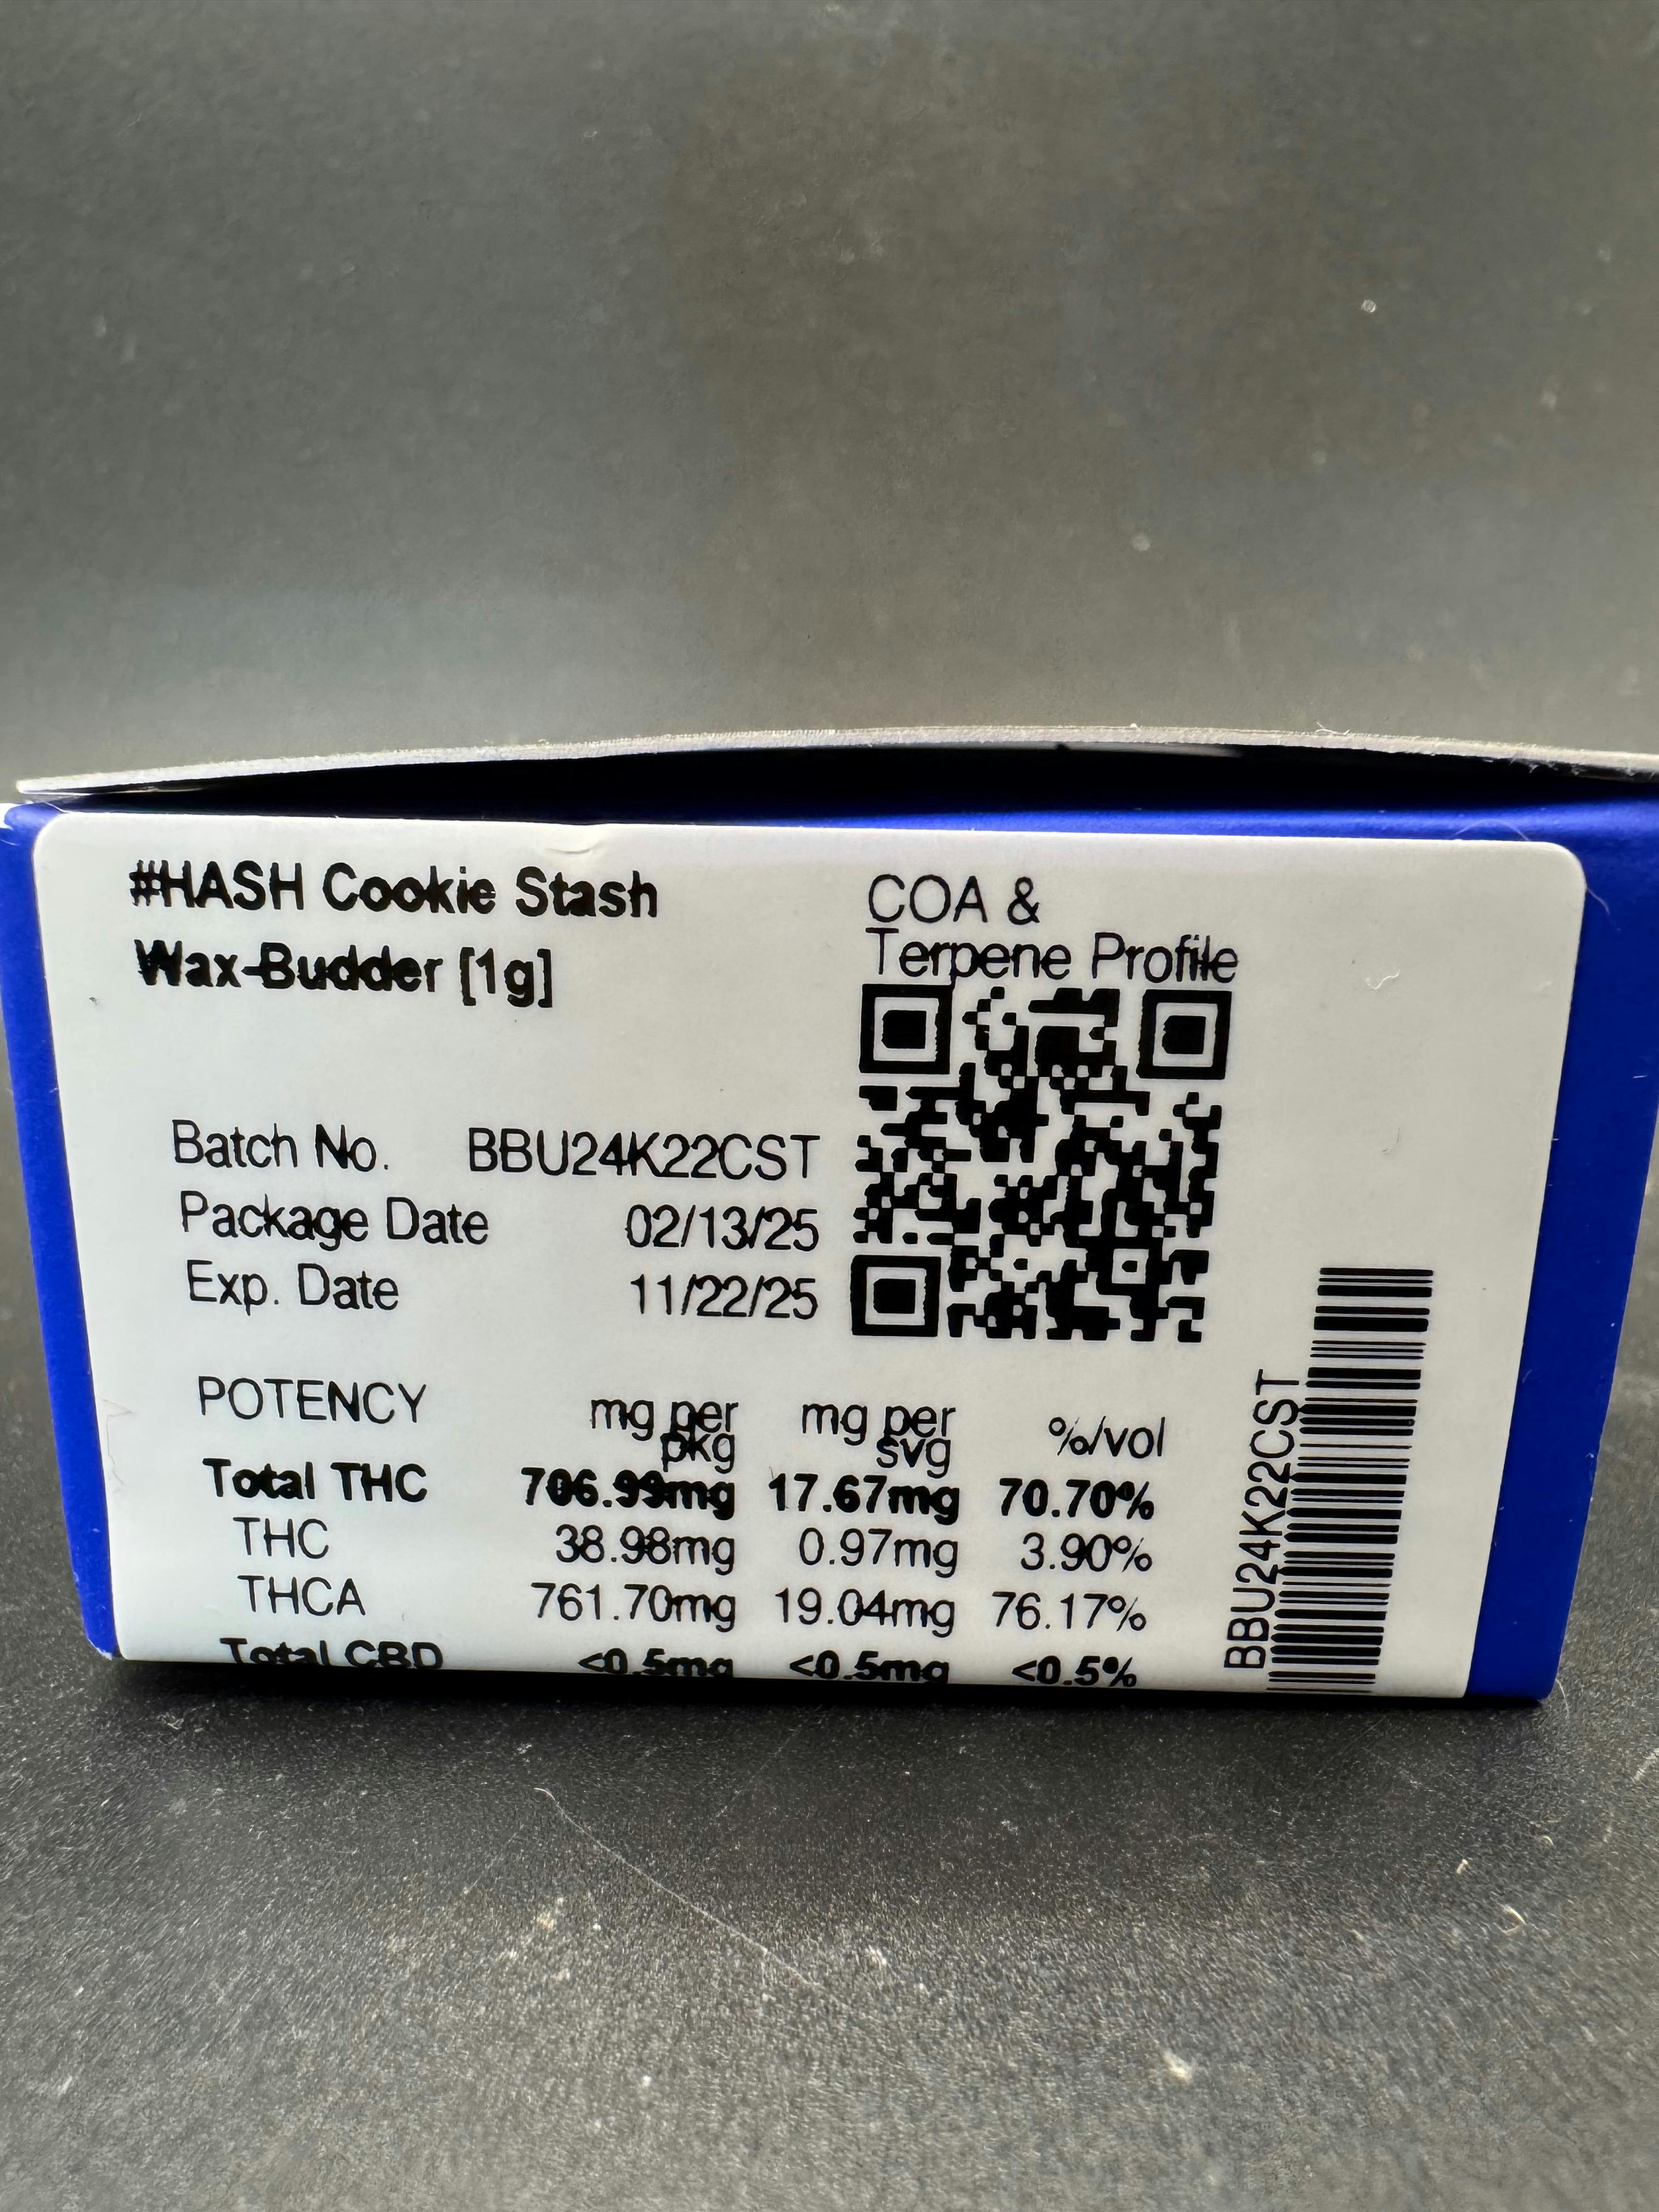 #HASH Cookie Stash
Wax-Budder [1g]
COA &
Terpene Profile
Batch No. BBU24K22CST
Package Date 02/13/25
Exp. Date 11/22/25
POTENCY mg per pkg mg per svg %/vol
Total THC 706.99mg 17.67mg 70.70%
THC 38.98mg 0.97mg 3.90%
THCA 761.70mg 19.04mg 76.17%
Total CBD <0.5mg <0.5mg <0.5%
BBU24K22CST